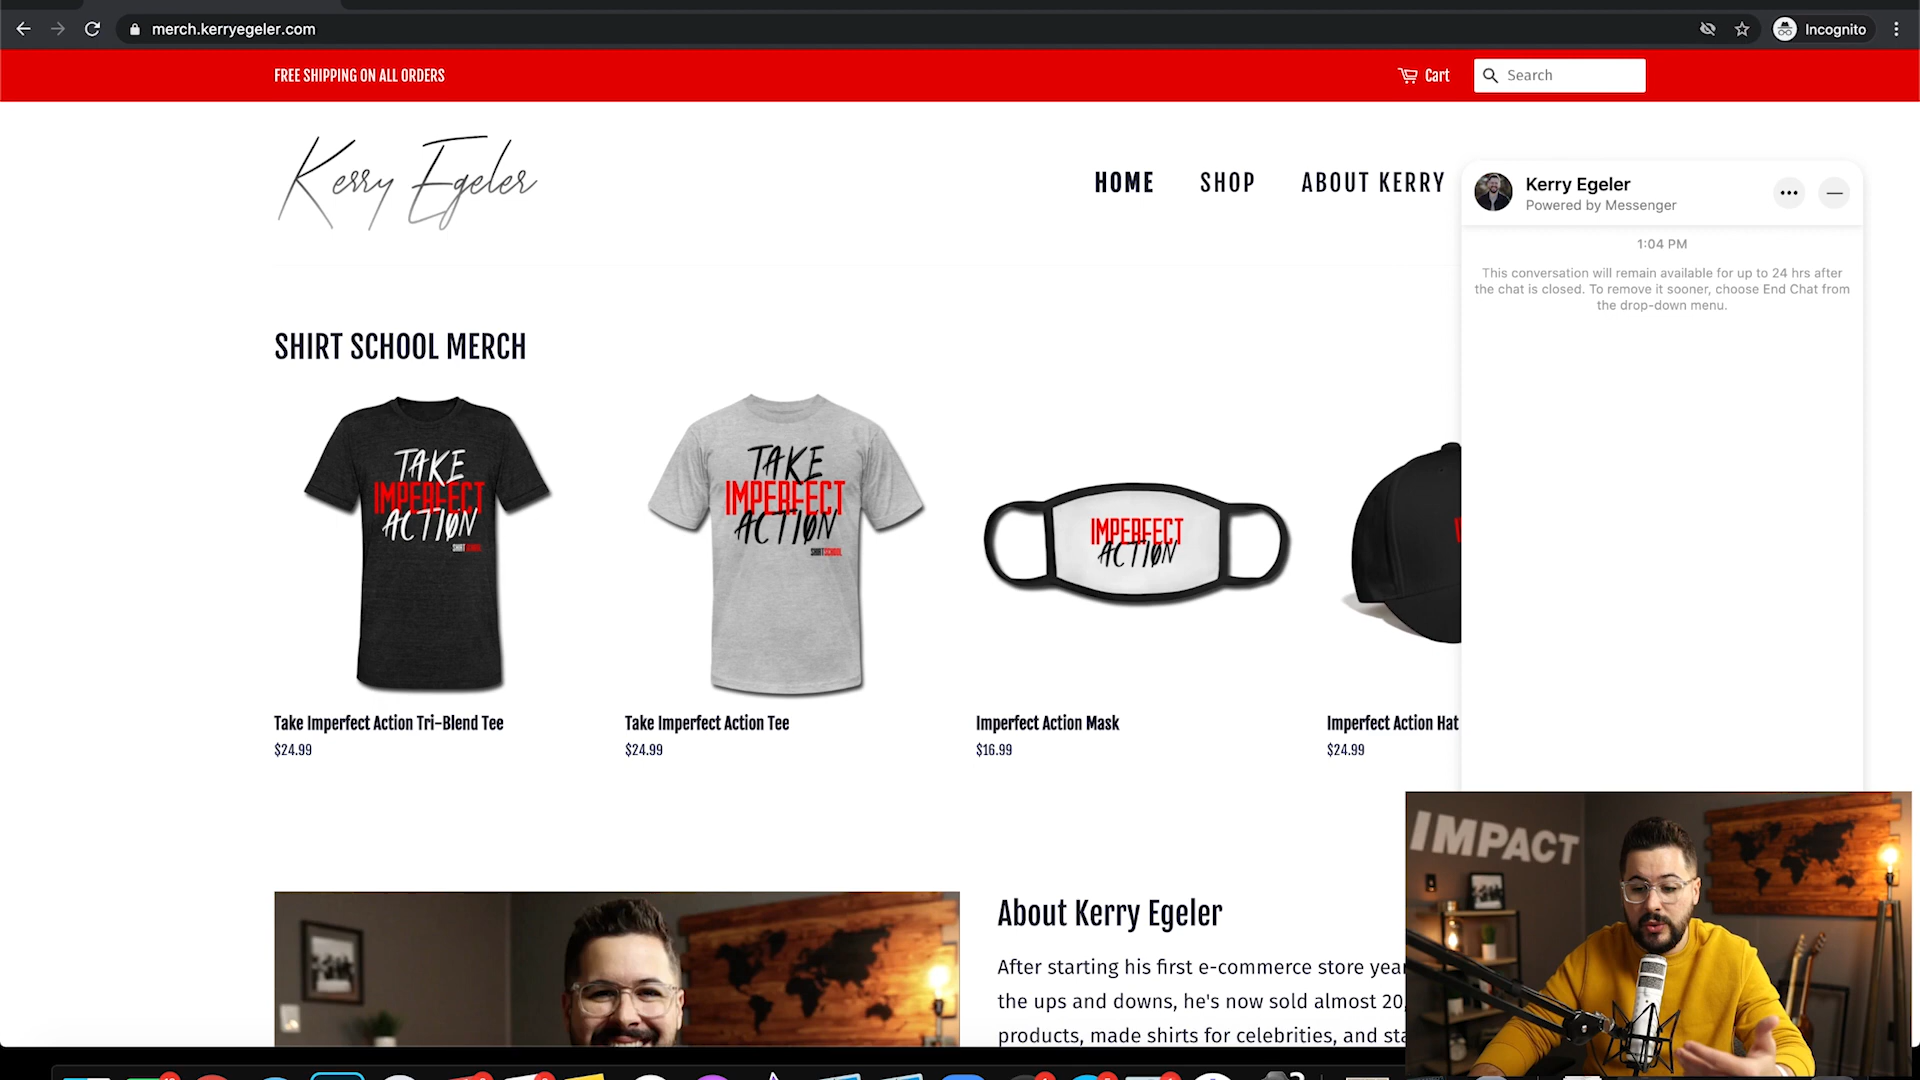 merch.kerryegeler.com
Incognito
FREE SHIPPING ON ALL ORDERS
Cart
Search
Kerry Egeler
HOME
SHOP
ABOUT KERRY
Kerry Egeler
Powered by Messenger
1:04 PM
This conversation will remain available for up to 24 hrs after
the chat is closed. To remove it sooner, choose End Chat from
the drop-down menu.
SHIRT SCHOOL MERCH
TAKE
IMPERFECT
ACTION
SHIRTSCHOOL
TAKE
IMPERFECT
ACTION
SHIRTSCHOOL
IMPERFECT
ACTION
Take Imperfect Action Tri-Blend Tee
$24.99
Take Imperfect Action Tee
$24.99
Imperfect Action Mask
$16.99
Imperfect Action Hat
$24.99
IMPACT
About Kerry Egeler
After starting his first e-commerce store
the ups and downs, he's now sold almost 20,
products, made shirts for celebrities, and